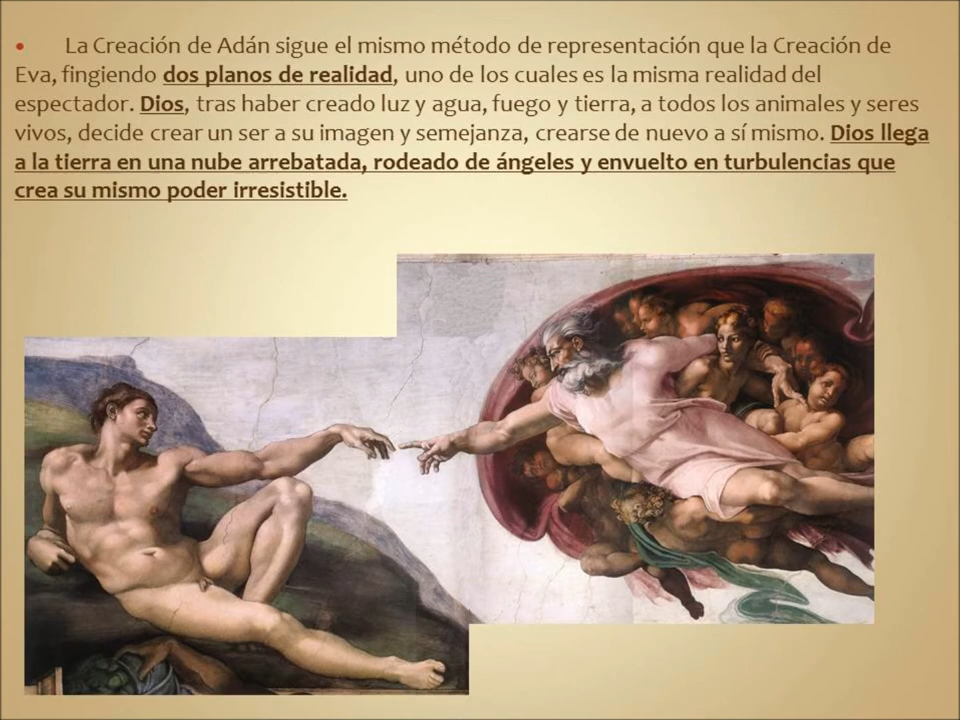 • La Creación de Adán sigue el mismo método de representación que la Creación de
Eva, fingiendo dos planos de realidad, uno de los cuales es la misma realidad del
espectador. Dios, tras haber creado luz y agua, fuego y tierra, a todos los animales y seres
vivos, decide crear un ser a su imagen y semejanza, crearse de nuevo a sí mismo. Dios llega
a la tierra en una nube arrebatada, rodeado de ángeles y envuelto en turbulencias que
crea su mismo poder irresistible.